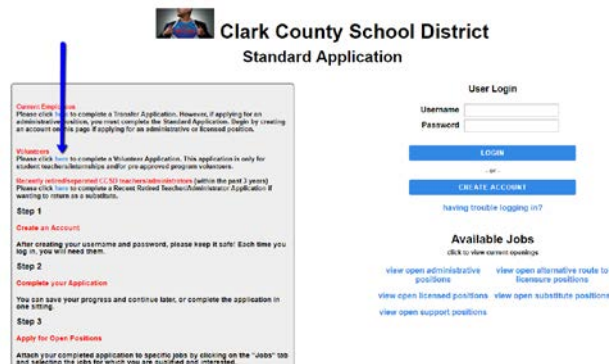 Clark County School District
Standard Application
Current Employees
Please click here to complete a Transfer Application. However, if applying for an
administrative position, you must complete the Standard Application. Begin by creating
an account on this page if applying for an administrative or licensed position.
Volunteers
Please click here to complete a Volunteer Application. This application is only for
student teachers/internships and/or pre-approved program volunteers.
Recently retired/separated CCSD teachers/administrators (within the past 3 years)
Please click here to complete a Recent Retired Teacher/Administrator Application if
wanting to return as a substitute.
Step 1
Create an Account
After creating your username and password, please keep it safe! Each time you
log in, you will need them.
Step 2
Complete your Application
You can save your progress and continue later, or complete the application in
one sitting.
Step 3
Apply for Open Positions
Attach your completed application to specific jobs by clicking on the "Jobs" tab
and selecting the jobs for which you are qualified and interested.
User Login
Username
Password
LOGIN
- or -
CREATE ACCOUNT
having trouble logging in?
Available Jobs
click to view current openings
view open administrative positions
view open alternative route to licensure positions
view open licensed positions
view open substitute positions
view open support positions